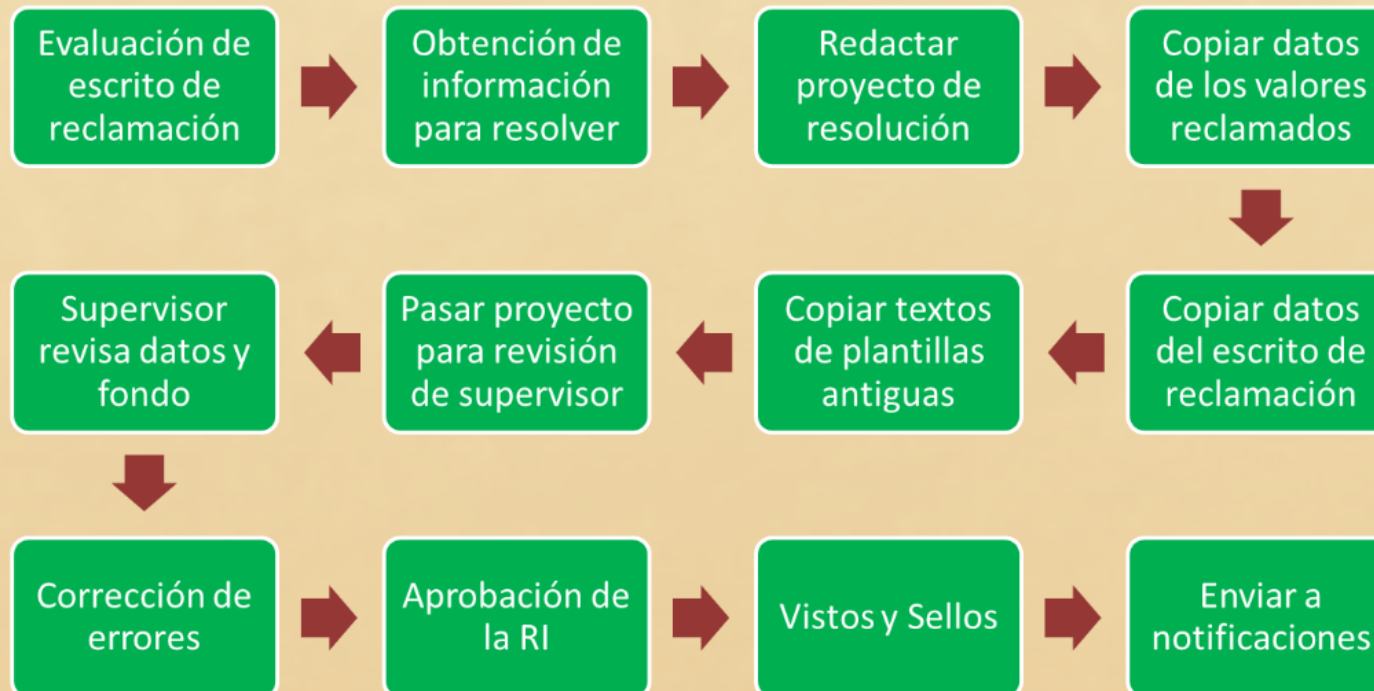 Evaluación de
escrito de
reclamación
Obtención de
información
para resolver
Redactar
proyecto de
resolución
Copiar datos
de los valores
reclamados
Copiar datos
del escrito de
reclamación
Copiar textos
de plantillas
antiguas
Pasar proyecto
para revisión
de supervisor
Supervisor
revisa datos y
fondo
Corrección de
errores
Aprobación de
la RI
Vistos y Sellos
Enviar a
notificaciones